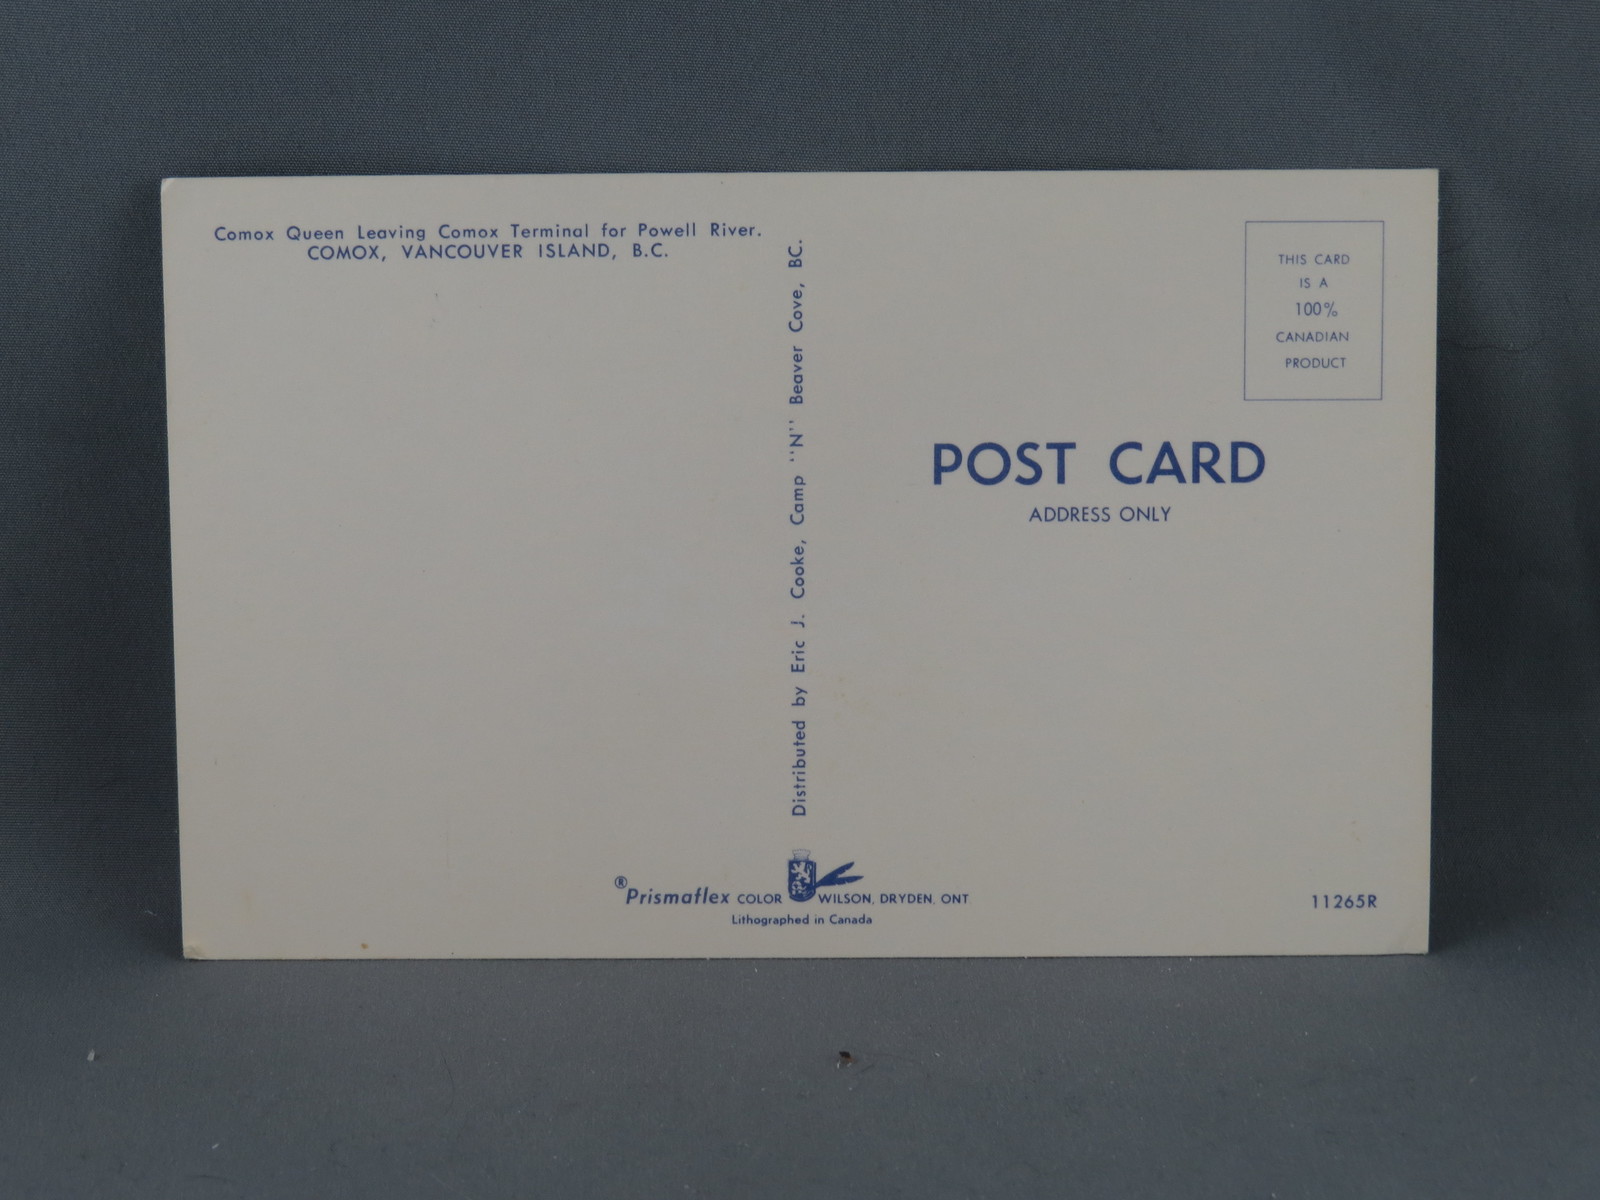 Comox Queen Leaving Comox Terminal for Powell River.
COMOX, VANCOUVER ISLAND, B.C.
Distributed by Eric J. Cooke, Camp "N" Beaver Cove, BC.
THIS CARD
IS A
100%
CANADIAN
PRODUCT
POST CARD
ADDRESS ONLY
®Prismaflex COLOR WILSON, DRYDEN, ONT
Lithographed in Canada
11265R